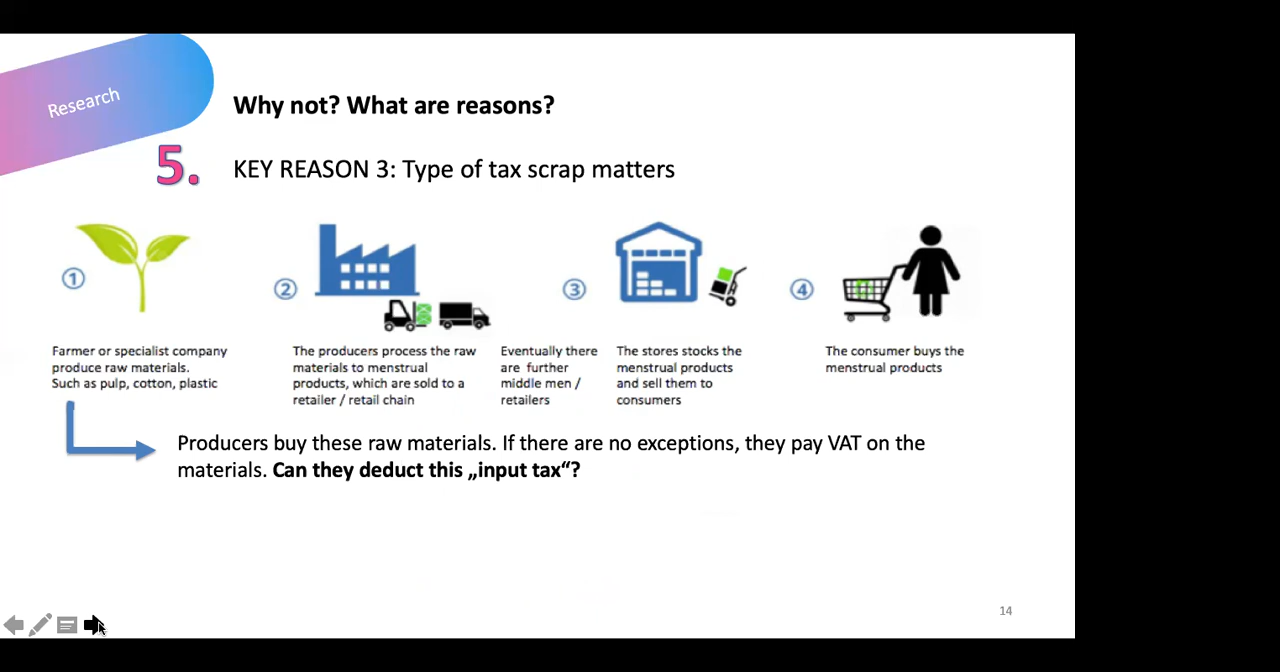 Research
Why not? What are reasons?
5.
KEY REASON 3: Type of tax scrap matters
1
2
3
4
Farmer or specialist company
produce raw materials.
Such as pulp, cotton, plastic
The producers process the raw
materials to menstrual
products, which are sold to a
retailer / retail chain
Eventually there
are further
middle men /
retailers
The stores stocks the
menstrual products
and sell them to
consumers
The consumer buys the
menstrual products
Producers buy these raw materials. If there are no exceptions, they pay VAT on the
materials. Can they deduct this „input tax“?
14